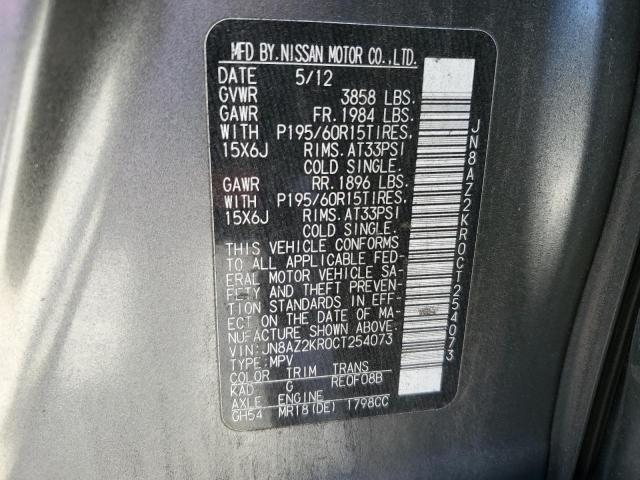 MFD BY. NISSAN MOTOR CO., LTD.
DATE 5/12
GVWR 3858 LBS.
GAWR FR. 1984 LBS.
WITH P195/60R15TIRES.
15X6J RIMS. AT33PSI
COLD SINGLE.
GAWR RR. 1896 LBS.
WITH P195/60R15TIRES.
15X6J RIMS. AT33PSI
COLD SINGLE.
THIS VEHICLE CONFORMS
TO ALL APPLICABLE FED-
ERAL MOTOR VEHICLE SA-
FETY AND THEFT PREVEN-
TION STANDARDS IN EFF-
ECT ON THE DATE OF MA-
NUFACTURE SHOWN ABOVE.
VIN: JN8AZ2KR0CT254073
TYPE: MPV
COLOR TRIM TRANS
KAD G RE0F08B
AXLE ENGINE
GH54 MR18(DE) 1798CC
JN8AZ2KR0CT254073